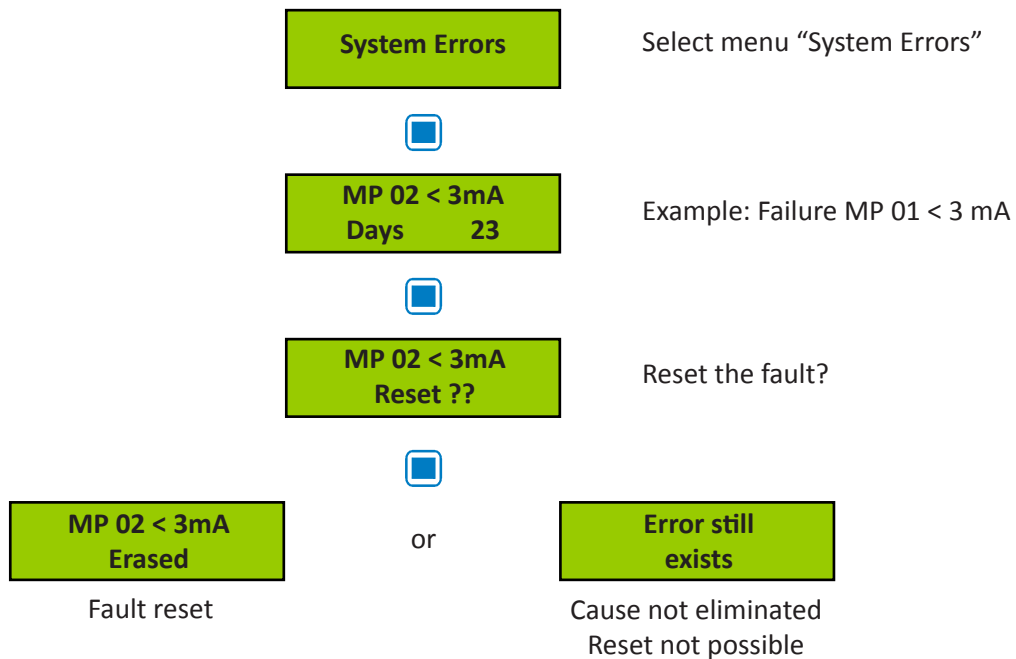 System Errors
Select menu “System Errors”
MP 02 < 3mA
Days 23
Example: Failure MP 01 < 3 mA
MP 02 < 3mA
Reset ??
Reset the fault?
MP 02 < 3mA
Erased
or
Error still
exists
Fault reset
Cause not eliminated
Reset not possible